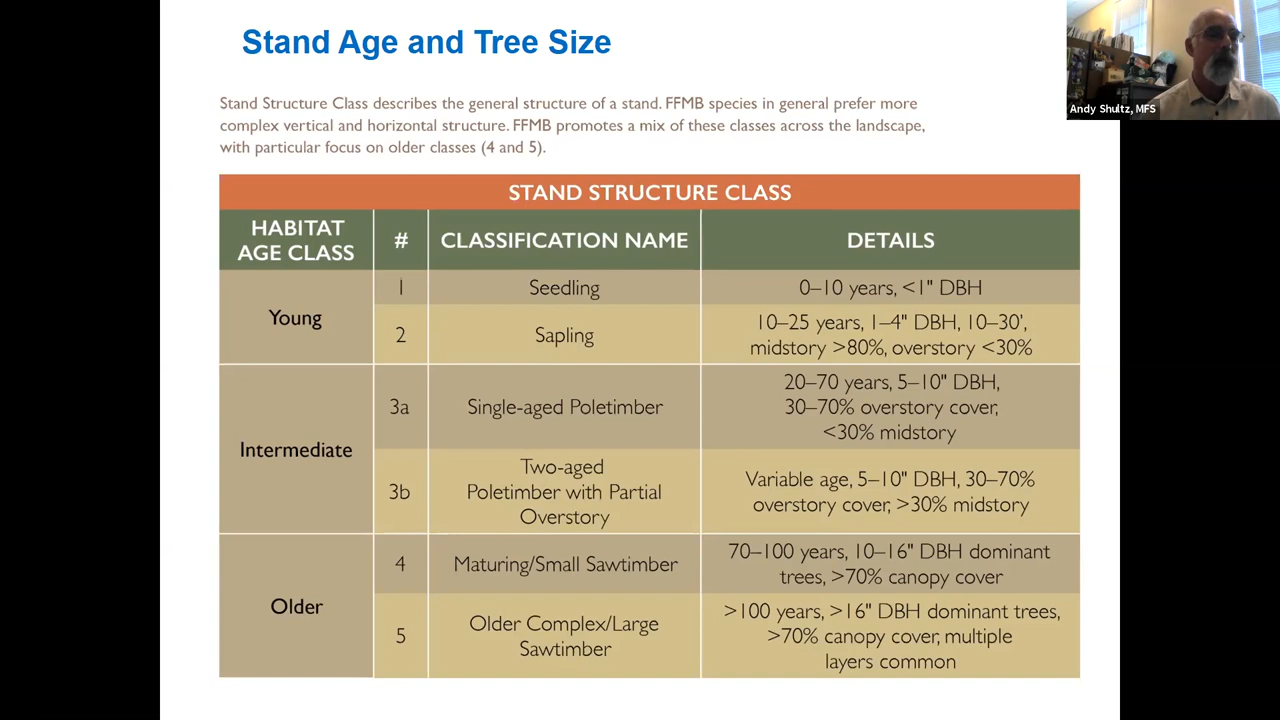 Stand Age and Tree Size
Andy Shultz, MFS
Stand Structure Class describes the general structure of a stand. FFMB species in general prefer more
complex vertical and horizontal structure. FFMB promotes a mix of these classes across the landscape,
with particular focus on older classes (4 and 5).
STAND STRUCTURE CLASS
HABITAT
AGE CLASS
#
CLASSIFICATION NAME
DETAILS
Young
1
Seedling
0–10 years, <1" DBH
2
Sapling
10–25 years, 1–4" DBH, 10–30',
midstory >80%, overstory <30%
Intermediate
3a
Single-aged Poletimber
20–70 years, 5–10" DBH,
30–70% overstory cover,
<30% midstory
3b
Two-aged
Poletimber with Partial
Overstory
Variable age, 5–10" DBH, 30–70%
overstory cover, >30% midstory
Older
4
Maturing/Small Sawtimber
70–100 years, 10–16" DBH dominant
trees, >70% canopy cover
5
Older Complex/Large
Sawtimber
>100 years, >16" DBH dominant trees,
>70% canopy cover, multiple
layers common